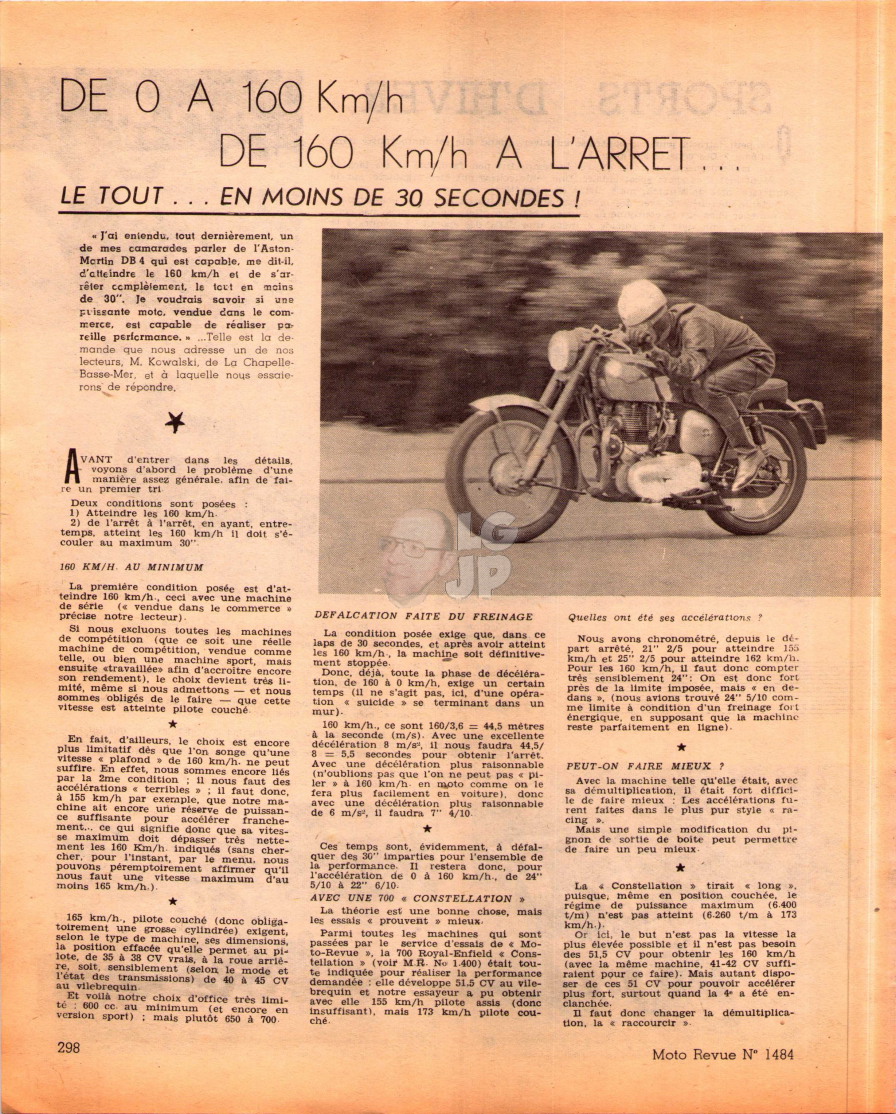 DE 0 A 160 Km/h
DE 160 Km/h A L'ARRET...
LE TOUT... EN MOINS DE 30 SECONDES !
« J'ai entendu, tout dernièrement, un
de mes camarades parler de l'Aston-
Martin DB 4 qui est capable, me dit-il,
d'atteindre le 160 km/h et de s'ar-
rêter complètement, le tout en moins
de 30". Je voudrais savoir si une
puissante moto, vendue dans le com-
merce, est capable de réaliser pa-
reille performance. » ...Telle est la de-
mande que nous adresse un de nos
lecteurs, M. Kowalski, de La Chapelle-
Basse-Mer, et à laquelle nous essaie-
rons de répondre.
AVANT d'entrer dans les détails,
voyons d'abord le problème d'une
manière assez générale, afin de fai-
re un premier tri.
Deux conditions sont posées :
1) Atteindre les 160 km/h.
2) de l'arrêt à l'arrêt, en ayant, entre-
temps, atteint les 160 km/h il doit s'é-
couler au maximum 30".
160 KM/H. AU MINIMUM
La première condition posée est d'at-
teindre 160 km/h., ceci avec une machine
de série (« vendue dans le commerce »
précise notre lecteur).
Si nous excluons toutes les machines
de compétition (que ce soit une réelle
machine de compétition, vendue comme
telle, ou bien une machine sport, mais
ensuite «travaillée» afin d'accroître encore
son rendement), le choix devient très li-
mité, même si nous admettons — et nous
sommes obligés de le faire — que cette
vitesse est atteinte pilote couché.
En fait, d'ailleurs, le choix est encore
plus limitatif dès que l'on songe qu'une
vitesse « plafond » de 160 km/h. ne peut
suffire. En effet, nous sommes encore liés
par la 2me condition ; il nous faut des
accélérations « terribles » ; il faut donc,
à 155 km/h par exemple, que notre ma-
chine ait encore une réserve de puissan-
ce suffisante pour accélérer franche-
ment... ce qui signifie donc que sa vites-
se maximum doit dépasser très nette-
ment les 160 Km/h. indiqués (sans cher-
cher, pour l'instant, par le menu, nous
pouvons péremptoirement affirmer qu'il
nous faut une vitesse maximum d'au
moins 165 km/h.).
165 km/h., pilote couché (donc obliga-
toirement une grosse cylindrée) exigent,
selon le type de machine, ses dimensions,
la position effacée qu'elle permet au pi-
lote, de 35 à 38 CV vrais, à la roue arriè-
re, soit, sensiblement (selon le mode et
l'état des transmissions) de 40 à 45 CV
au vilebrequin.
Et voilà notre choix d'office très limi-
té : 600 cc. au minimum (et encore en
version sport) ; mais plutôt 650 à 700.
DEFALCATION FAITE DU FREINAGE
La condition posée exige que, dans ce
laps de 30 secondes, et après avoir atteint
les 160 km/h., la machine soit définitive-
ment stoppée.
Donc, déjà, toute la phase de décéléra-
tion, de 160 à 0 km/h, exige un certain
temps (il ne s'agit pas, ici, d'une opéra-
tion « suicide » se terminant dans un
mur).
160 km/h., ce sont 160/3,6 = 44,5 mètres
à la seconde (m/s). Avec une excellente
décélération 8 m/s², il nous faudra 44,5/
8 = 5,5 secondes pour obtenir l'arrêt.
Avec une décélération plus raisonnable
(n'oublions pas que l'on ne peut pas « pi-
ler » à 160 km/h. en moto comme on le
fera plus facilement en voiture), donc
avec une décélération plus raisonnable
de 6 m/s², il faudra 7" 4/10.
Ces temps sont, évidemment, à défal-
quer des 30" imparties pour l'ensemble de
la performance. Il restera donc, pour
l'accélération de 0 à 160 km/h., de 24"
5/10 à 22" 6/10.
AVEC UNE 700 « CONSTELLATION »
La théorie est une bonne chose, mais
les essais « prouvent » mieux.
Parmi toutes les machines qui sont
passées par le service d'essais de « Mo-
to-Revue », la 700 Royal-Enfield « Cons-
tellation » (voir M.R. No 1.400) était tou-
te indiquée pour réaliser la performance
demandée : elle développe 51.5 CV au vile-
brequin et notre essayeur a pu obtenir
avec elle 155 km/h pilote assis (donc
insuffisant), mais 173 km/h pilote cou-
ché.
Quelles ont été ses accélérations ?
Nous avons chronométré, depuis le dé-
part arrêté, 21" 2/5 pour atteindre 155
km/h et 25" 2/5 pour atteindre 162 km/h.
Pour les 160 km/h, il faut donc compter
très sensiblement 24": On est donc fort
près de la limite imposée, mais « en de-
dans », (nous avions trouvé 24" 5/10 com-
me limite à condition d'un freinage fort
énergique, en supposant que la machine
reste parfaitement en ligne).
PEUT-ON FAIRE MIEUX ?
Avec la machine telle qu'elle était, avec
sa démultiplication, il était fort diffici-
le de faire mieux : Les accélérations fu-
rent faites dans le plus pur style « ra-
cing ».
Mais une simple modification du pi-
gnon de sortie de boite peut permettre
de faire un peu mieux.
La « Constellation » tirait « long »,
puisque, même en position couchée, le
régime de puissance maximum (6.400
t/m) n'est pas atteint (6.260 t/m à 173
km/h.).
Or ici, le but n'est pas la vitesse la
plus élevée possible et il n'est pas besoin
des 51,5 CV pour obtenir les 160 km/h
(avec la même machine, 41-42 CV suffi-
raient pour ce faire). Mais autant dispo-
ser de ces 51 CV pour pouvoir accélérer
plus fort, surtout quand la 4e a été en-
clanchée.
Il faut donc changer la démultiplica-
tion, la « raccourcir ».
298
Moto Revue N° 1484
LG
JP